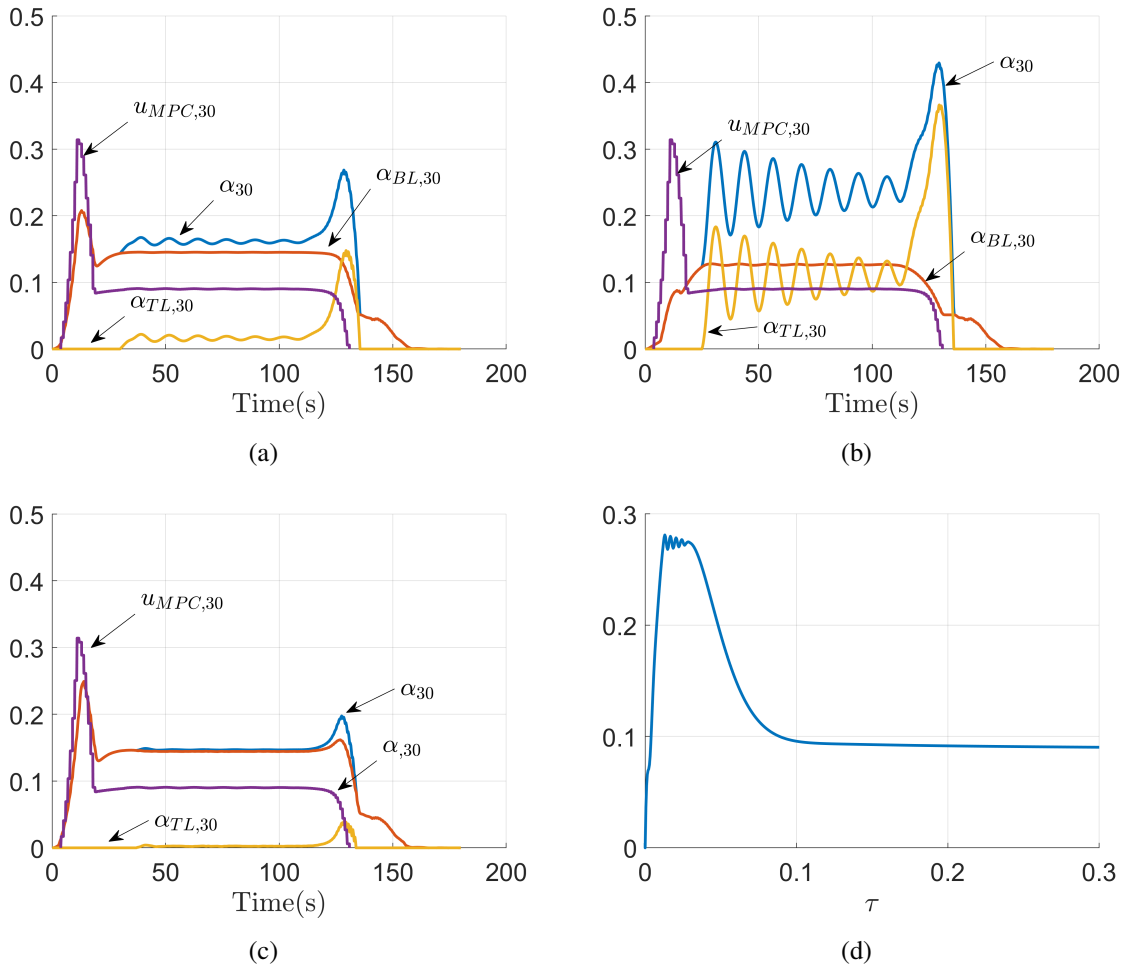 0.5
0.4
0.3
0.2
0.1
0
0 50 100 150 200
Time(s)
u_{MPC,30}
α_{30}
α_{BL,30}
α_{TL,30}
(a)
0.5
0.4
0.3
0.2
0.1
0
0 50 100 150 200
Time(s)
α_{30}
u_{MPC,30}
α_{BL,30}
α_{TL,30}
(b)
0.5
0.4
0.3
0.2
0.1
0
0 50 100 150 200
Time(s)
u_{MPC,30}
α_{30}
α_{,30}
α_{TL,30}
(c)
0.3
0.2
0.1
0
0 0.1 0.2 0.3
τ
(d)